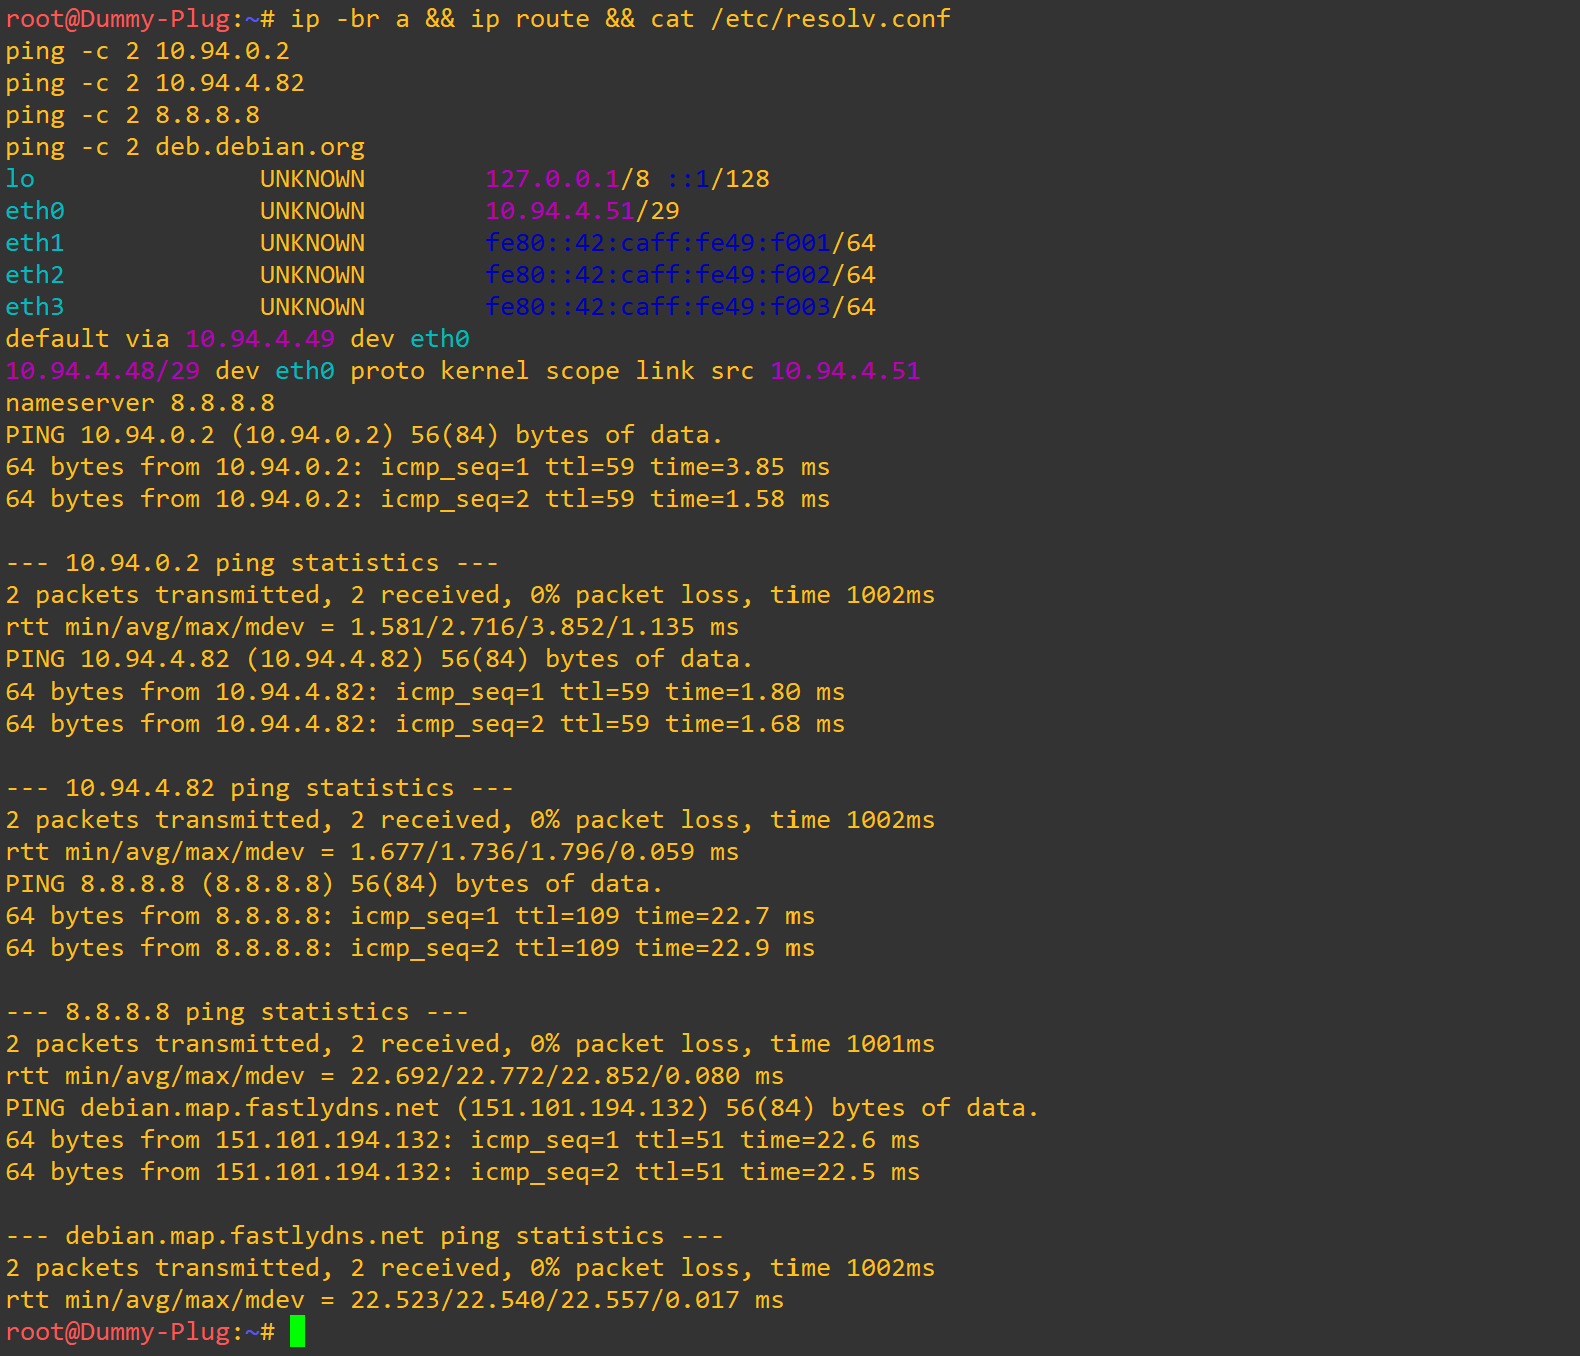 root@Dummy-Plug:~# ip -br a && ip route && cat /etc/resolv.conf
ping -c 2 10.94.0.2
ping -c 2 10.94.4.82
ping -c 2 8.8.8.8
ping -c 2 deb.debian.org
lo               UNKNOWN        127.0.0.1/8 ::1/128
eth0             UNKNOWN        10.94.4.51/29
eth1             UNKNOWN        fe80::42:caff:fe49:f001/64
eth2             UNKNOWN        fe80::42:caff:fe49:f002/64
eth3             UNKNOWN        fe80::42:caff:fe49:f003/64
default via 10.94.4.49 dev eth0
10.94.4.48/29 dev eth0 proto kernel scope link src 10.94.4.51
nameserver 8.8.8.8
PING 10.94.0.2 (10.94.0.2) 56(84) bytes of data.
64 bytes from 10.94.0.2: icmp_seq=1 ttl=59 time=3.85 ms
64 bytes from 10.94.0.2: icmp_seq=2 ttl=59 time=1.58 ms

--- 10.94.0.2 ping statistics ---
2 packets transmitted, 2 received, 0% packet loss, time 1002ms
rtt min/avg/max/mdev = 1.581/2.716/3.852/1.135 ms
PING 10.94.4.82 (10.94.4.82) 56(84) bytes of data.
64 bytes from 10.94.4.82: icmp_seq=1 ttl=59 time=1.80 ms
64 bytes from 10.94.4.82: icmp_seq=2 ttl=59 time=1.68 ms

--- 10.94.4.82 ping statistics ---
2 packets transmitted, 2 received, 0% packet loss, time 1002ms
rtt min/avg/max/mdev = 1.677/1.736/1.796/0.059 ms
PING 8.8.8.8 (8.8.8.8) 56(84) bytes of data.
64 bytes from 8.8.8.8: icmp_seq=1 ttl=109 time=22.7 ms
64 bytes from 8.8.8.8: icmp_seq=2 ttl=109 time=22.9 ms

--- 8.8.8.8 ping statistics ---
2 packets transmitted, 2 received, 0% packet loss, time 1001ms
rtt min/avg/max/mdev = 22.692/22.772/22.852/0.080 ms
PING debian.map.fastlydns.net (151.101.194.132) 56(84) bytes of data.
64 bytes from 151.101.194.132: icmp_seq=1 ttl=51 time=22.6 ms
64 bytes from 151.101.194.132: icmp_seq=2 ttl=51 time=22.5 ms

--- debian.map.fastlydns.net ping statistics ---
2 packets transmitted, 2 received, 0% packet loss, time 1002ms
rtt min/avg/max/mdev = 22.523/22.540/22.557/0.017 ms
root@Dummy-Plug:~#